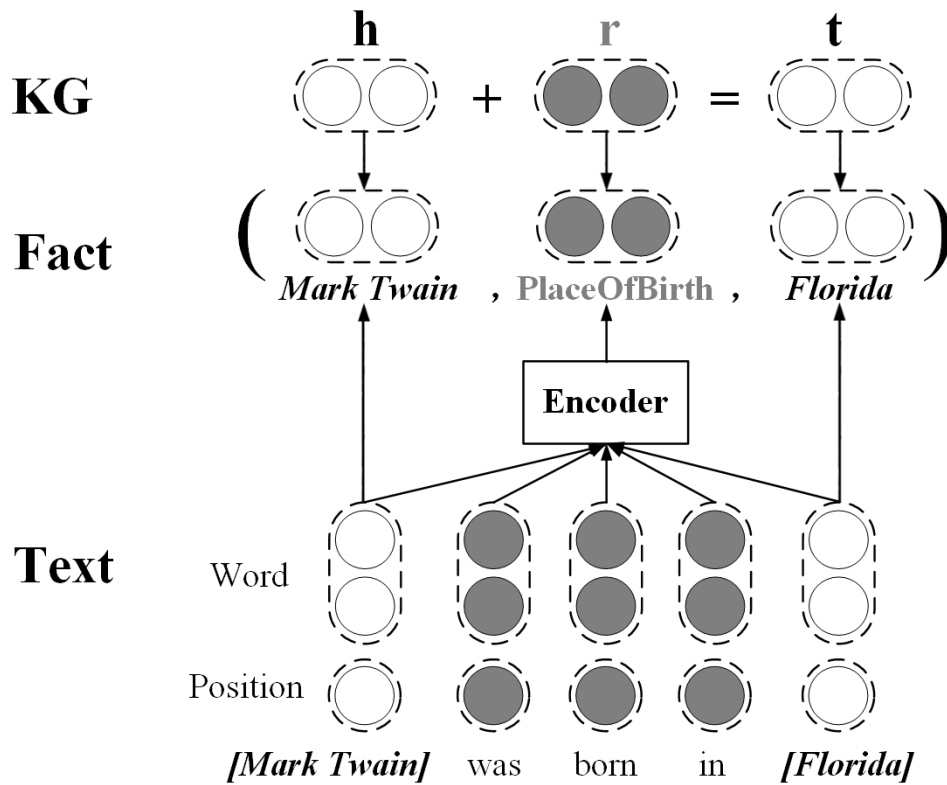 h r t
KG + =
Fact ( )
Mark Twain , PlaceOfBirth , Florida
Encoder
Text
Word
Position
[Mark Twain] was born in [Florida]